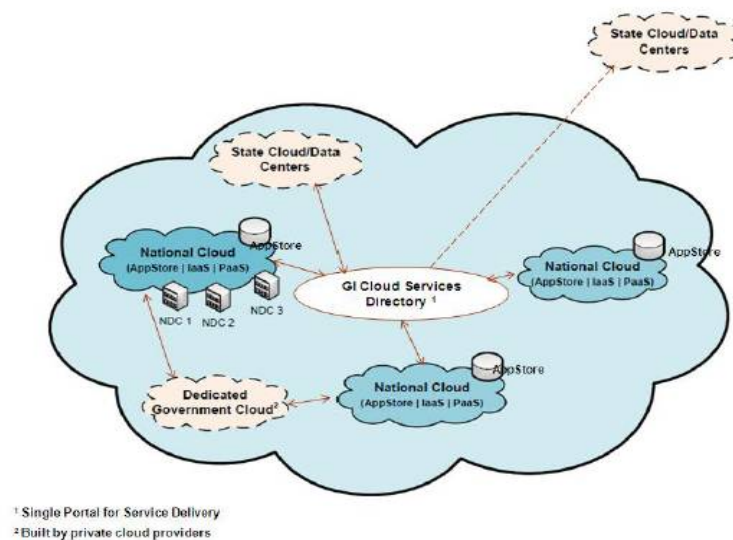 State Cloud/Data
Centers
State Cloud/Data
Centers
AppStore
National Cloud
(AppStore | IaaS | PaaS)
NDC 1
NDC 2
NDC 3
GI Cloud Services
Directory ¹
AppStore
National Cloud
(AppStore | IaaS | PaaS)
AppStore
National Cloud
(AppStore | IaaS | PaaS)
Dedicated
Government Cloud²
¹ Single Portal for Service Delivery
² Built by private cloud providers